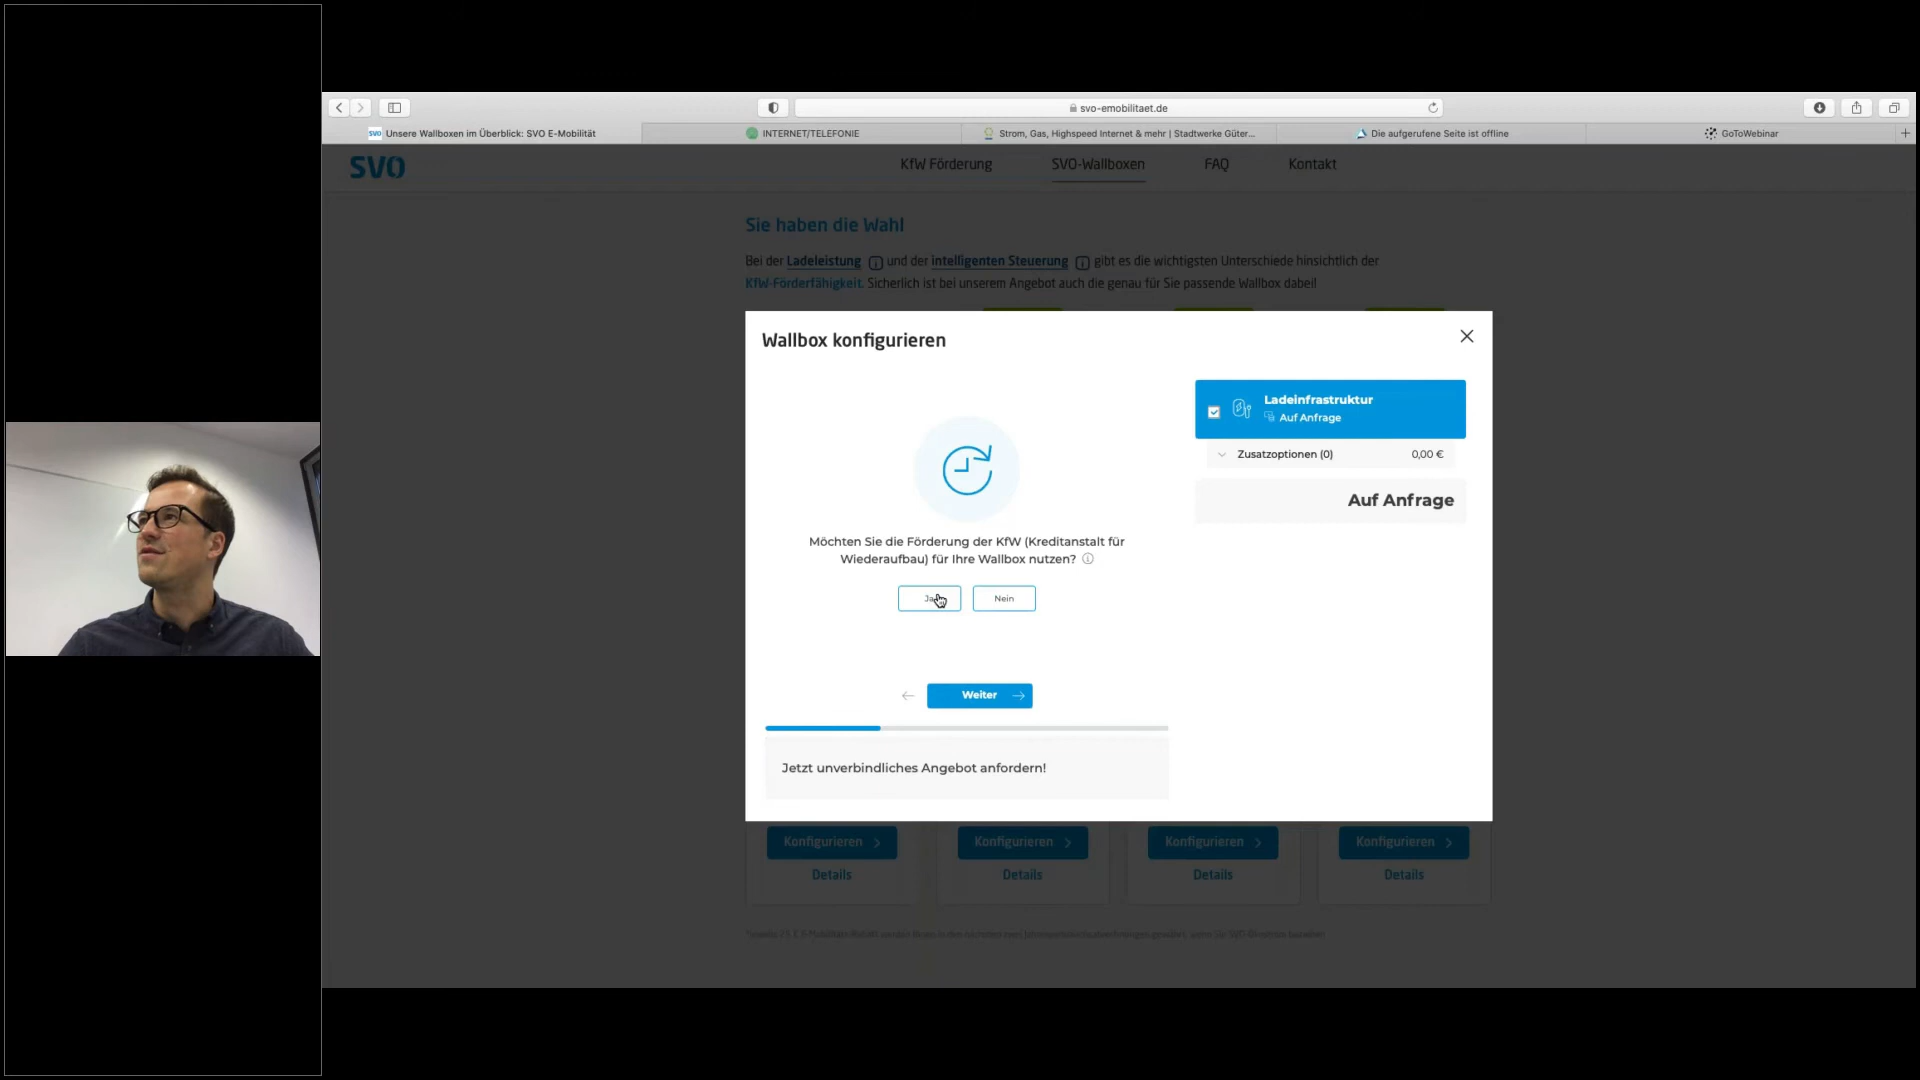 svo-emobilitaet.de
SVO Unsere Wallboxen im Überblick: SVO E-Mobilität
INTERNET/TELEFONIE
Strom, Gas, Highspeed Internet & mehr | Stadtwerke Güter...
Die aufgerufene Seite ist offline
GoToWebinar
SVO
KfW Förderung
SVO-Wallboxen
FAQ
Kontakt
Sie haben die Wahl
Bei der Ladeleistung i und der intelligenten Steuerung i gibt es die wichtigsten Unterschiede hinsichtlich der
KfW-Förderfähigkeit. Sicherlich ist bei unserem Angebot auch die genau für Sie passende Wallbox dabei!
Wallbox konfigurieren
Ladeinfrastruktur
Auf Anfrage
Zusatzoptionen (0) 0,00 €
Auf Anfrage
Möchten Sie die Förderung der KfW (Kreditanstalt für
Wiederaufbau) für Ihre Wallbox nutzen?
Ja Nein
Weiter
Jetzt unverbindliches Angebot anfordern!
Konfigurieren Konfigurieren Konfigurieren Konfigurieren
Details Details Details Details